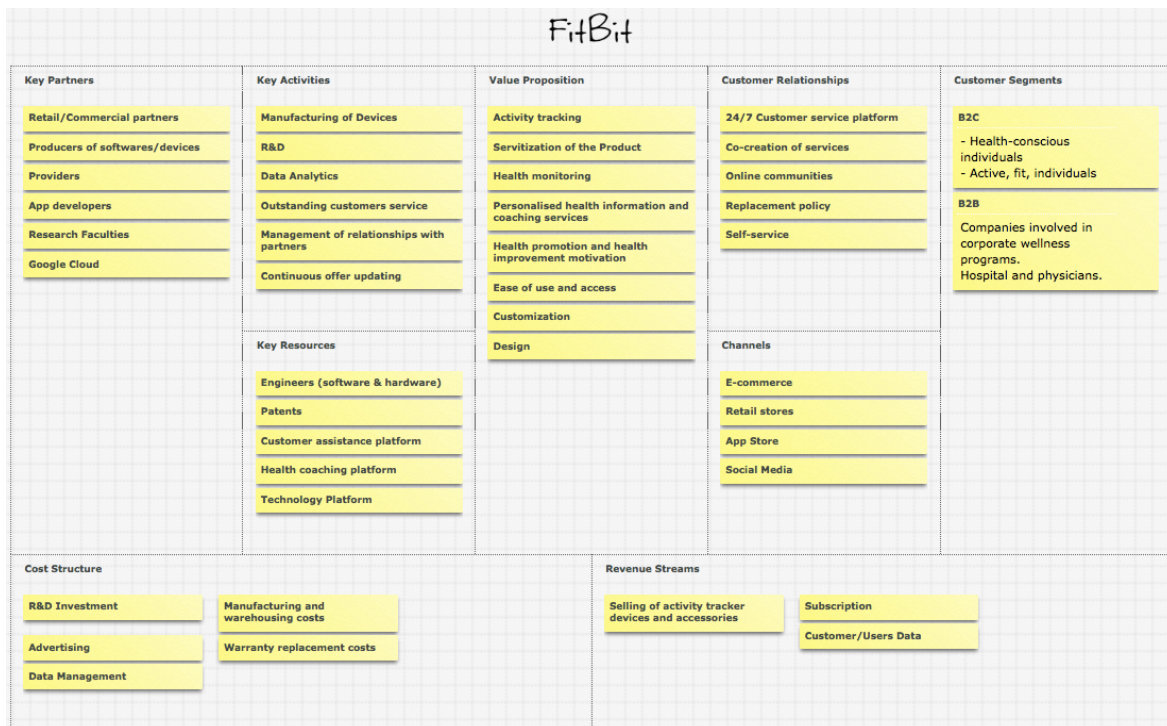 FitBit
Key Partners
Retail/Commercial partners
Producers of softwares/devices
Providers
App developers
Research Faculties
Google Cloud
Key Activities
Manufacturing of Devices
R&D
Data Analytics
Outstanding customers service
Management of relationships with
partners
Continuous offer updating
Key Resources
Engineers (software & hardware)
Patents
Customer assistance platform
Health coaching platform
Technology Platform
Value Proposition
Activity tracking
Servitization of the Product
Health monitoring
Personalised health information and
coaching services
Health promotion and health
improvement motivation
Ease of use and access
Customization
Design
Customer Relationships
24/7 Customer service platform
Co-creation of services
Online communities
Replacement policy
Self-service
Channels
E-commerce
Retail stores
App Store
Social Media
Customer Segments
B2C
- Health-conscious
individuals
- Active, fit, individuals
B2B
Companies involved in
corporate wellness
programs.
Hospital and physicians.
Cost Structure
R&D Investment
Advertising
Data Management
Manufacturing and
warehousing costs
Warranty replacement costs
Revenue Streams
Selling of activity tracker
devices and accessories
Subscription
Customer/Users Data